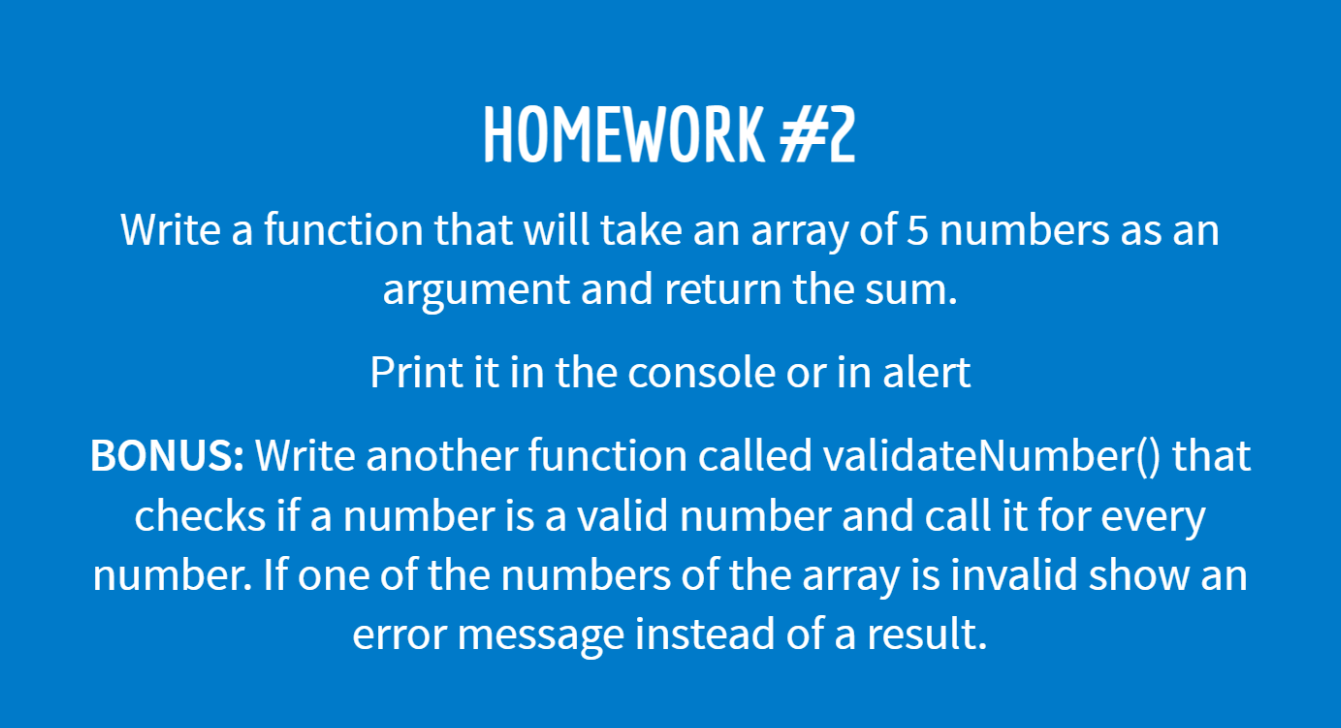 HOMEWORK #2
Write a function that will take an array of 5 numbers as an
argument and return the sum.
Print it in the console or in alert
BONUS: Write another function called validateNumber() that
checks if a number is a valid number and call it for every
number. If one of the numbers of the array is invalid show an
error message instead of a result.